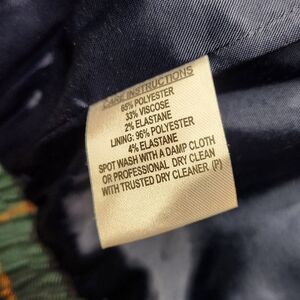 CARE INSTRUCTIONS
65% POLYESTER
33% VISCOSE
2% ELASTANE
LINING: 96% POLYESTER
4% ELASTANE
SPOT WASH WITH A DAMP CLOTH
OR PROFESSIONAL DRY CLEAN
WITH TRUSTED DRY CLEANER (P)